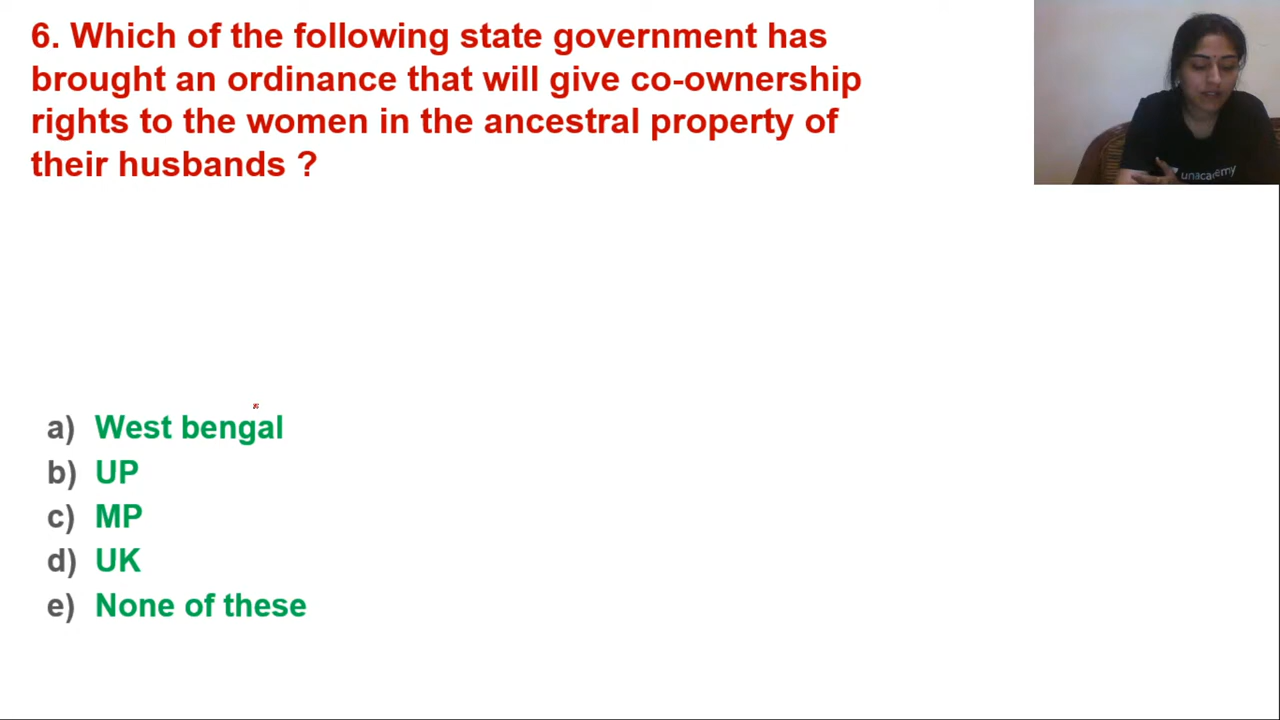 6. Which of the following state government has
brought an ordinance that will give co-ownership
rights to the women in the ancestral property of
their husbands ?
unacademy
a) West bengal
b) UP
c) MP
d) UK
e) None of these